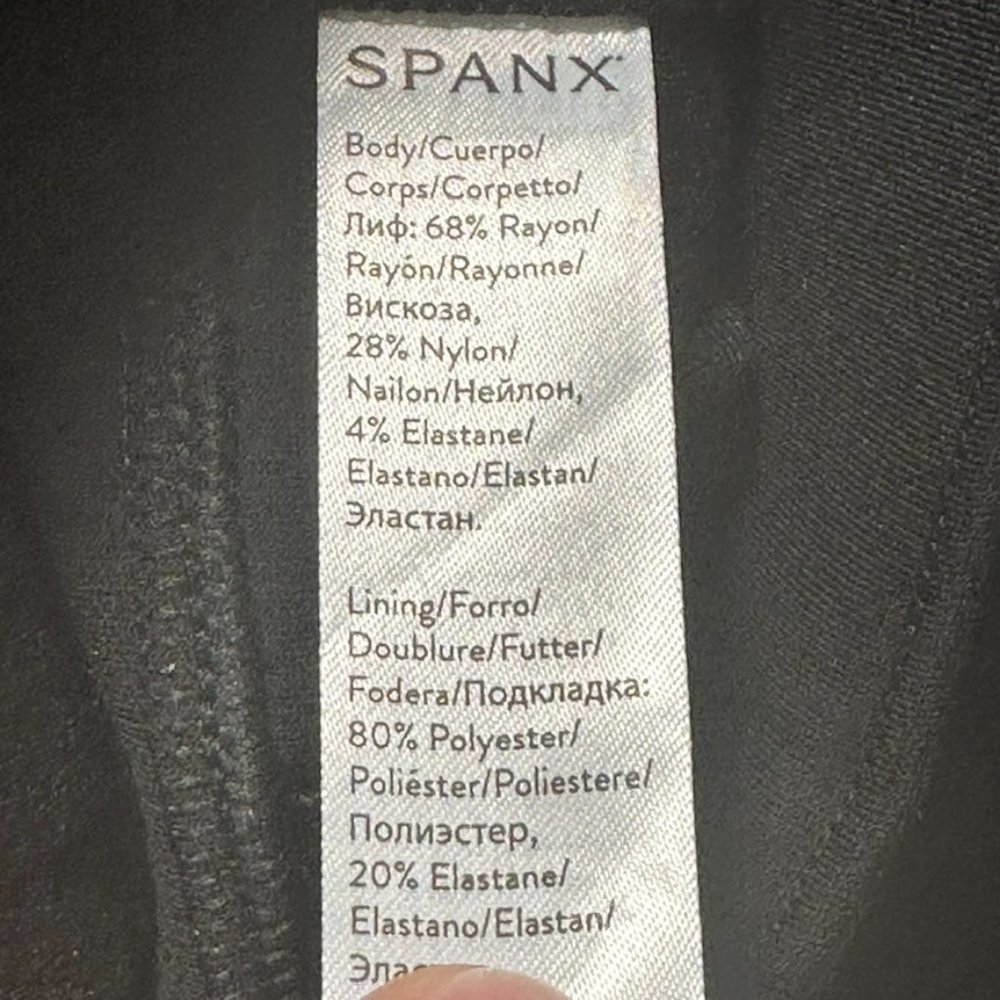 SPANX
Body/Cuerpo/
Corps/Corpetto/
Лиф: 68% Rayon/
Rayón/Rayonne/
Вискоза,
28% Nylon/
Nailon/Нейлон,
4% Elastane/
Elastano/Elastan/
Эластан.
Lining/Forro/
Doublure/Futter/
Fodera/Подкладка:
80% Polyester/
Poliéster/Poliestere/
Полиэстер,
20% Elastane/
Elastano/Elastan/